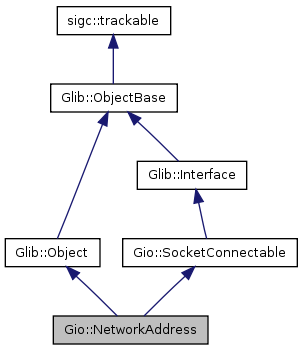 sigc::trackable
Glib::ObjectBase
Glib::Interface
Glib::Object
Gio::SocketConnectable
Gio::NetworkAddress